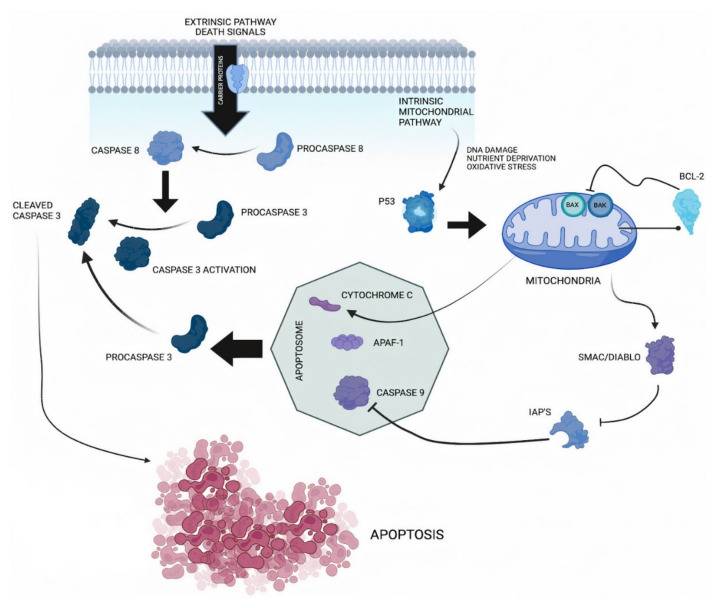 EXTRINSIC PATHWAY
DEATH SIGNALS
CARRIER PROTEINS
INTRINSIC
MITOCHONDRIAL
PATHWAY
CASPASE 8
PROCASPASE 8
DNA DAMAGE
NUTRIENT DEPRIVATION
OXIDATIVE STRESS
BCL-2
P53
BAX
BAK
CLEAVED
CASPASE 3
PROCASPASE 3
CASPASE 3 ACTIVATION
MITOCHONDRIA
CYTOCHROME C
APOPTOSOME
APAF-1
PROCASPASE 3
SMAC/DIABLO
CASPASE 9
IAP'S
APOPTOSIS